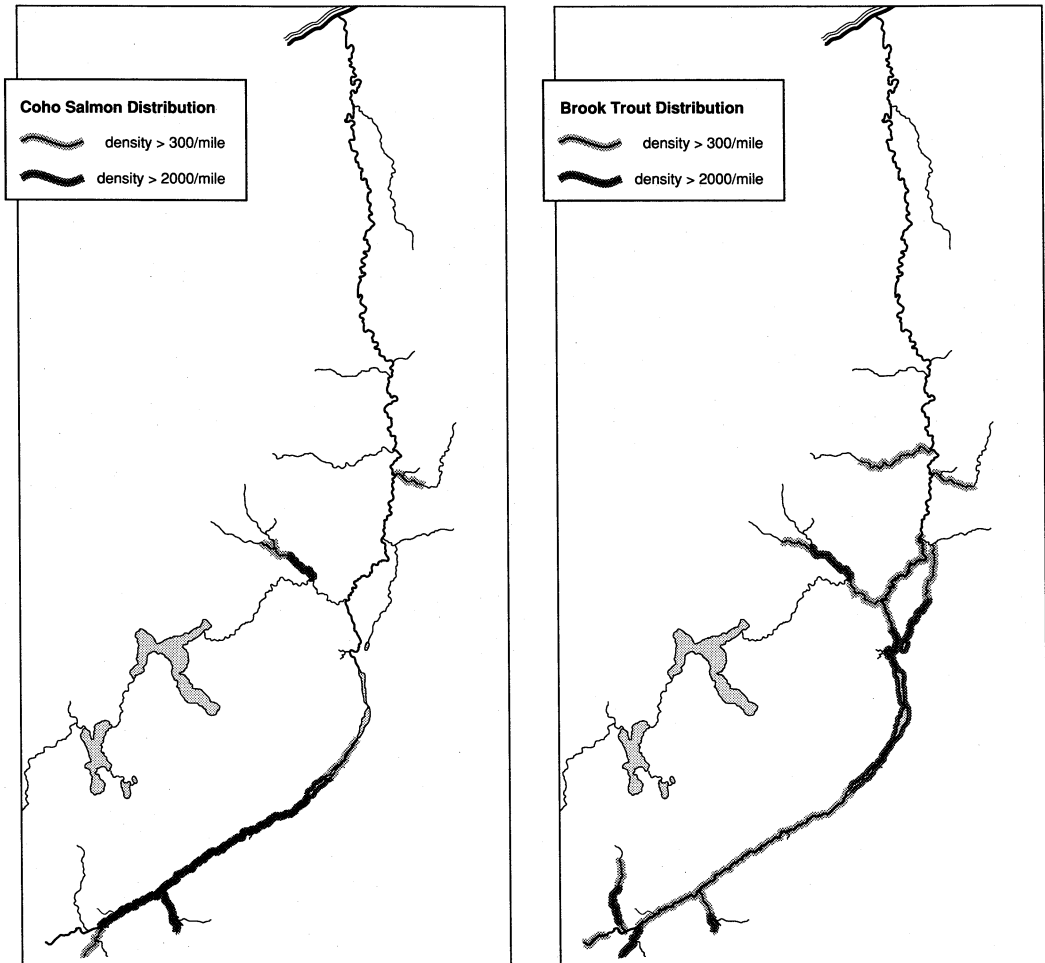 Coho Salmon Distribution
density > 300/mile
density > 2000/mile
Brook Trout Distribution
density > 300/mile
density > 2000/mile